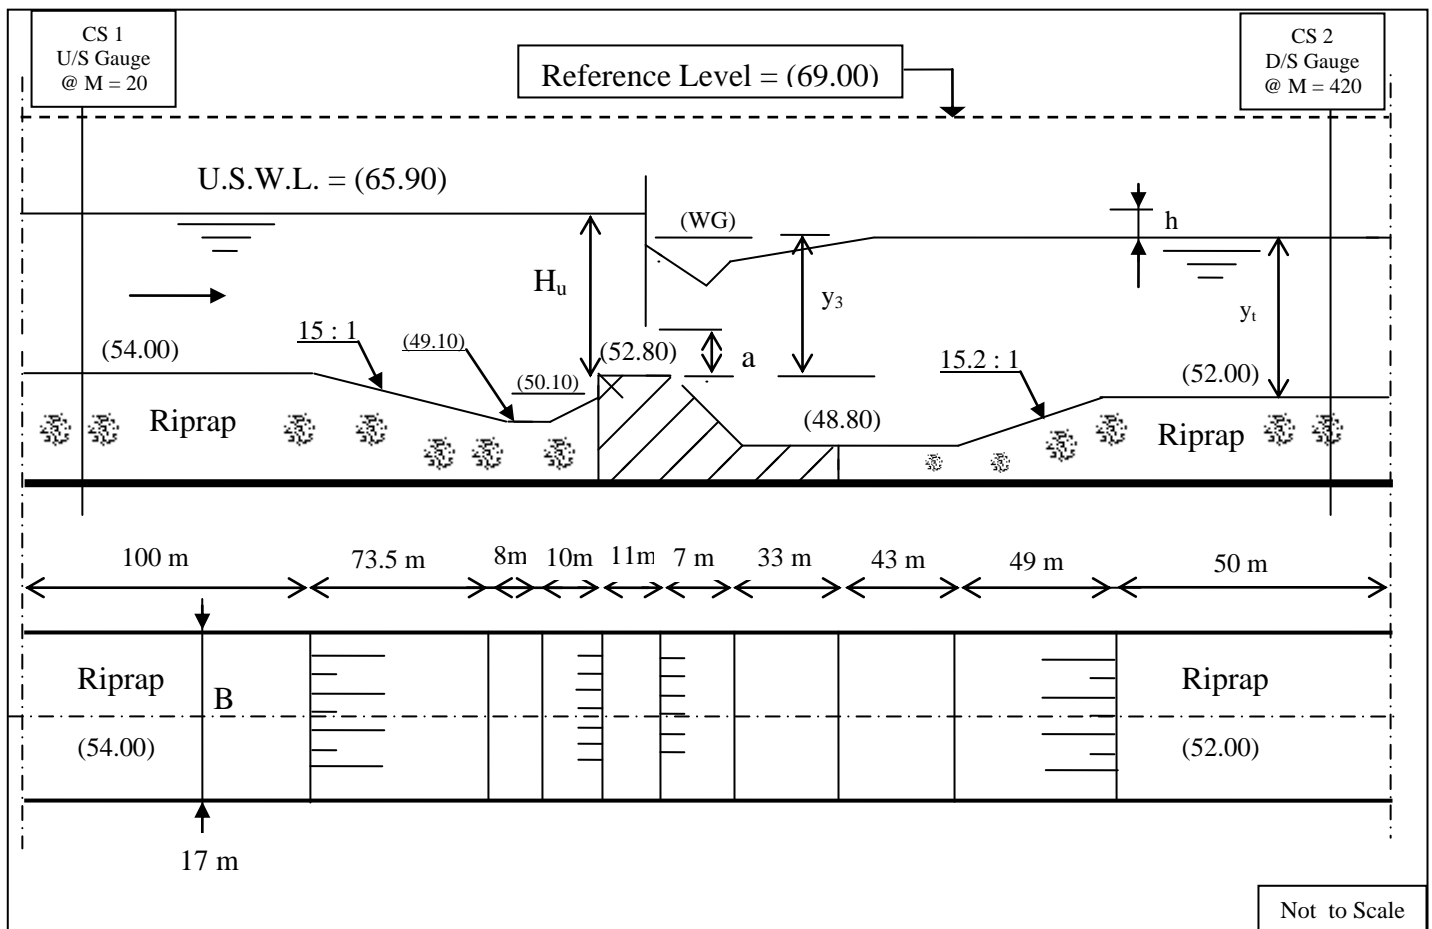 CS 1
U/S Gauge
@ M = 20
Reference Level = (69.00)
CS 2
D/S Gauge
@ M = 420
U.S.W.L. = (65.90)
(WG)
h
Hu
y3
yt
15 : 1
(49.10)
(52.80)
a
15.2 : 1
(54.00)
(50.10)
(52.00)
Riprap
(48.80)
Riprap
100 m
73.5 m
8m
10m
11m
7 m
33 m
43 m
49 m
50 m
Riprap
B
Riprap
(54.00)
(52.00)
17 m
Not to Scale